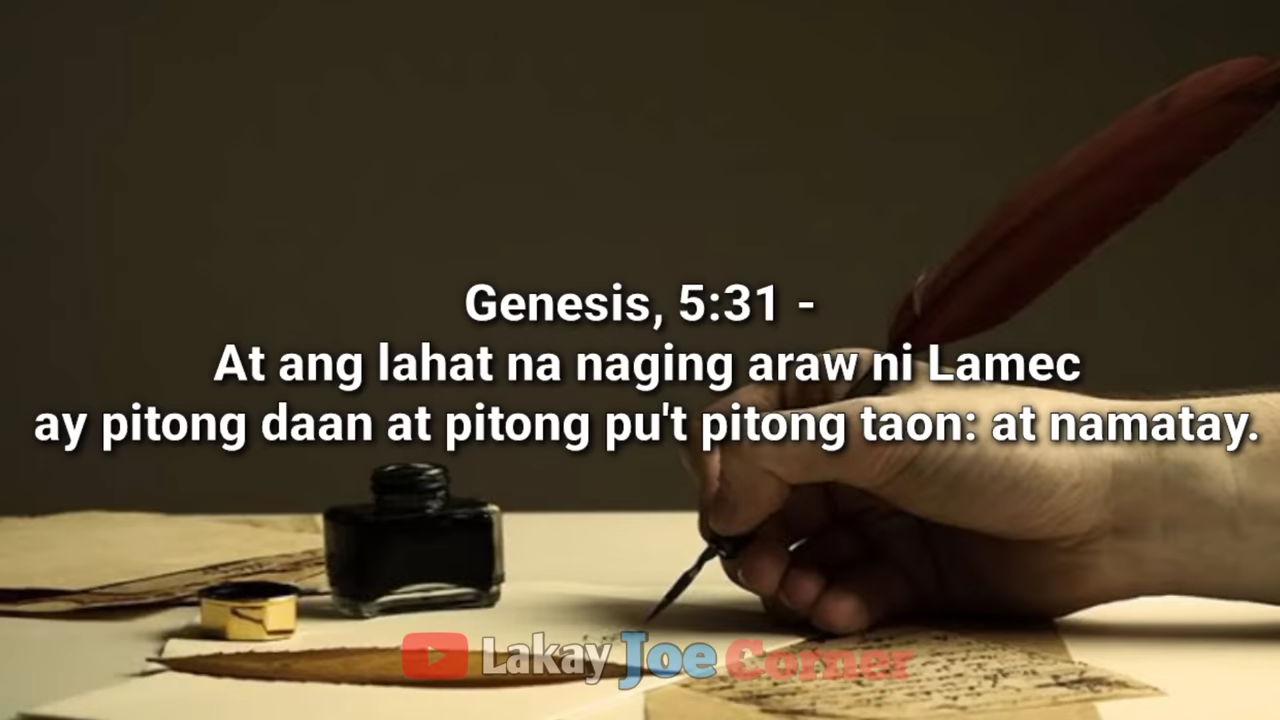 Genesis, 5:31 -
At ang lahat na naging araw ni Lamec
ay pitong daan at pitong pu't pitong taon: at namatay.
Lakay Joe Corner